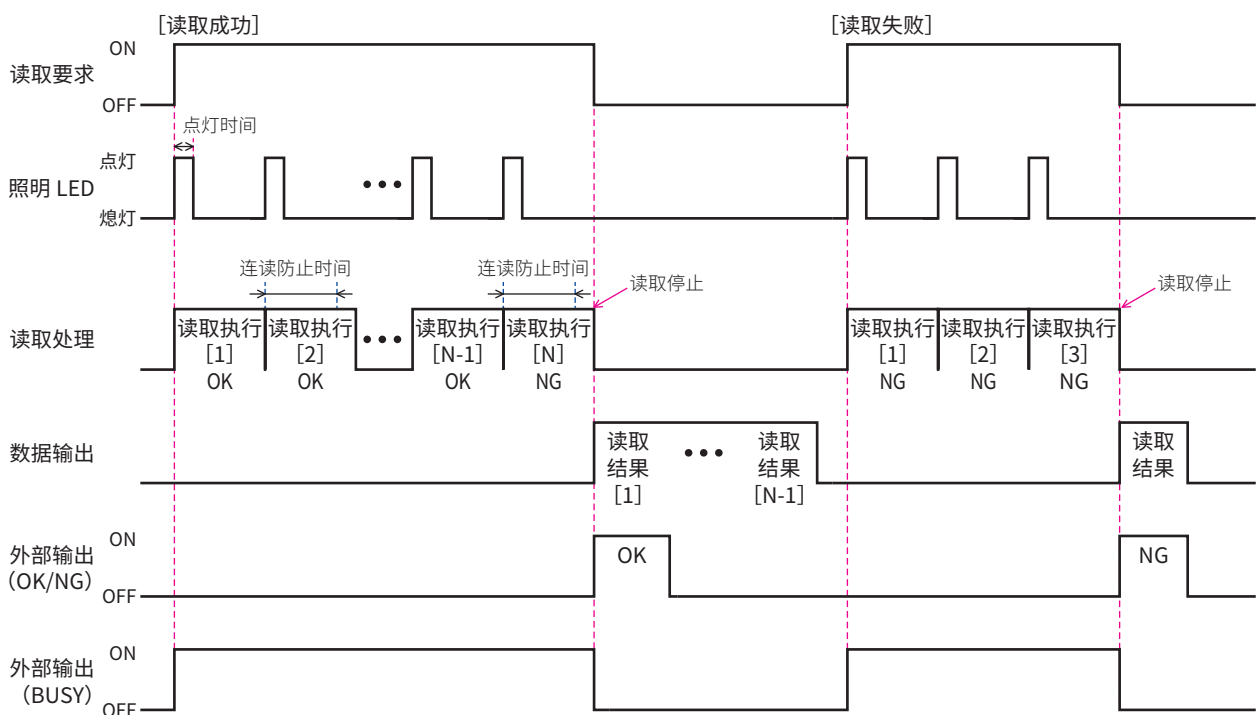 ［读取成功］
［读取失败］
ON
读取要求
OFF
点灯时间
点灯
照明 LED
熄灯
连读防止时间
连读防止时间
读取停止
读取停止
读取处理
读取执行
［1］
OK
读取执行
［2］
OK
•••
读取执行
［N-1］
OK
读取执行
［N］
NG
读取执行
［1］
NG
读取执行
［2］
NG
读取执行
［3］
NG
数据输出
读取
结果
［1］
•••
读取
结果
［N-1］
读取
结果
ON
外部输出
（OK/NG）
OFF
OK
NG
ON
外部输出
（BUSY）
OFF